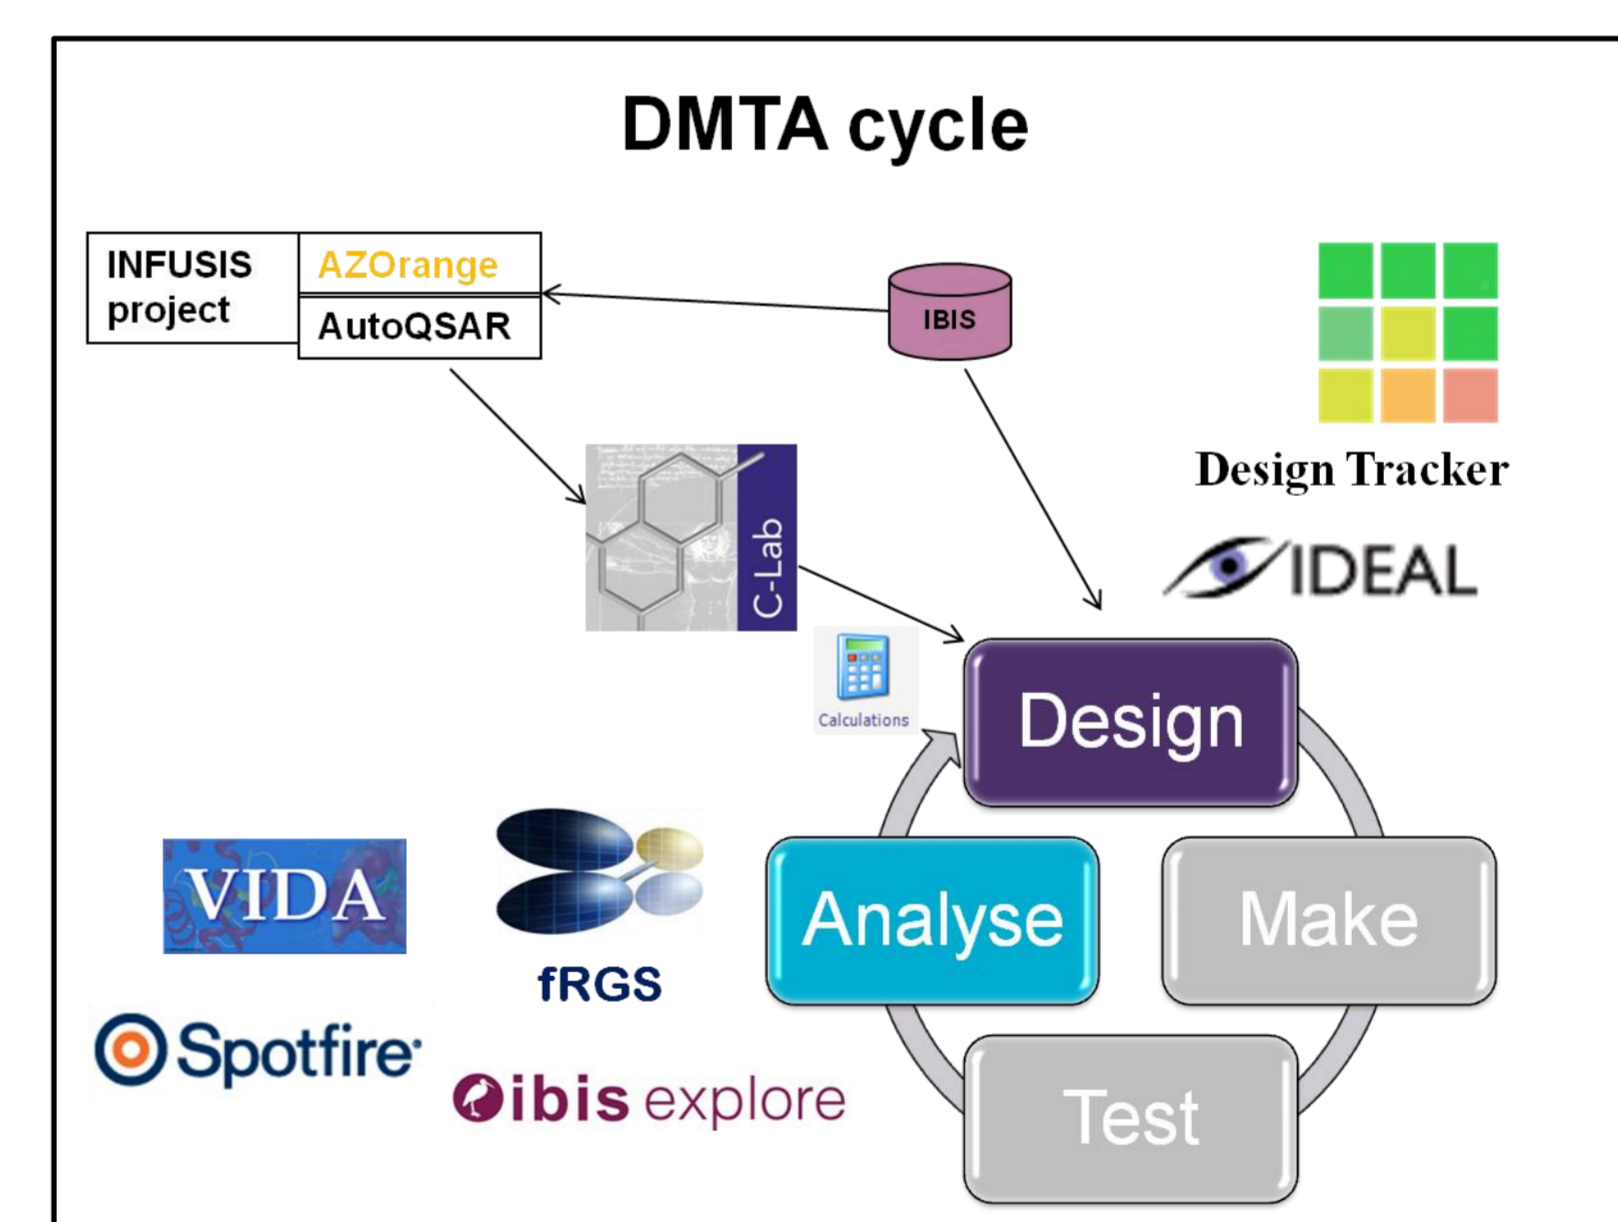 DMTA cycle
INFUSIS
project
AZOrange
AutoQSAR
IBIS
Design Tracker
IDEAL
C-Lab
Calculations
Design
Analyse
Make
Test
VIDA
fRGS
Spotfire
ibis explore